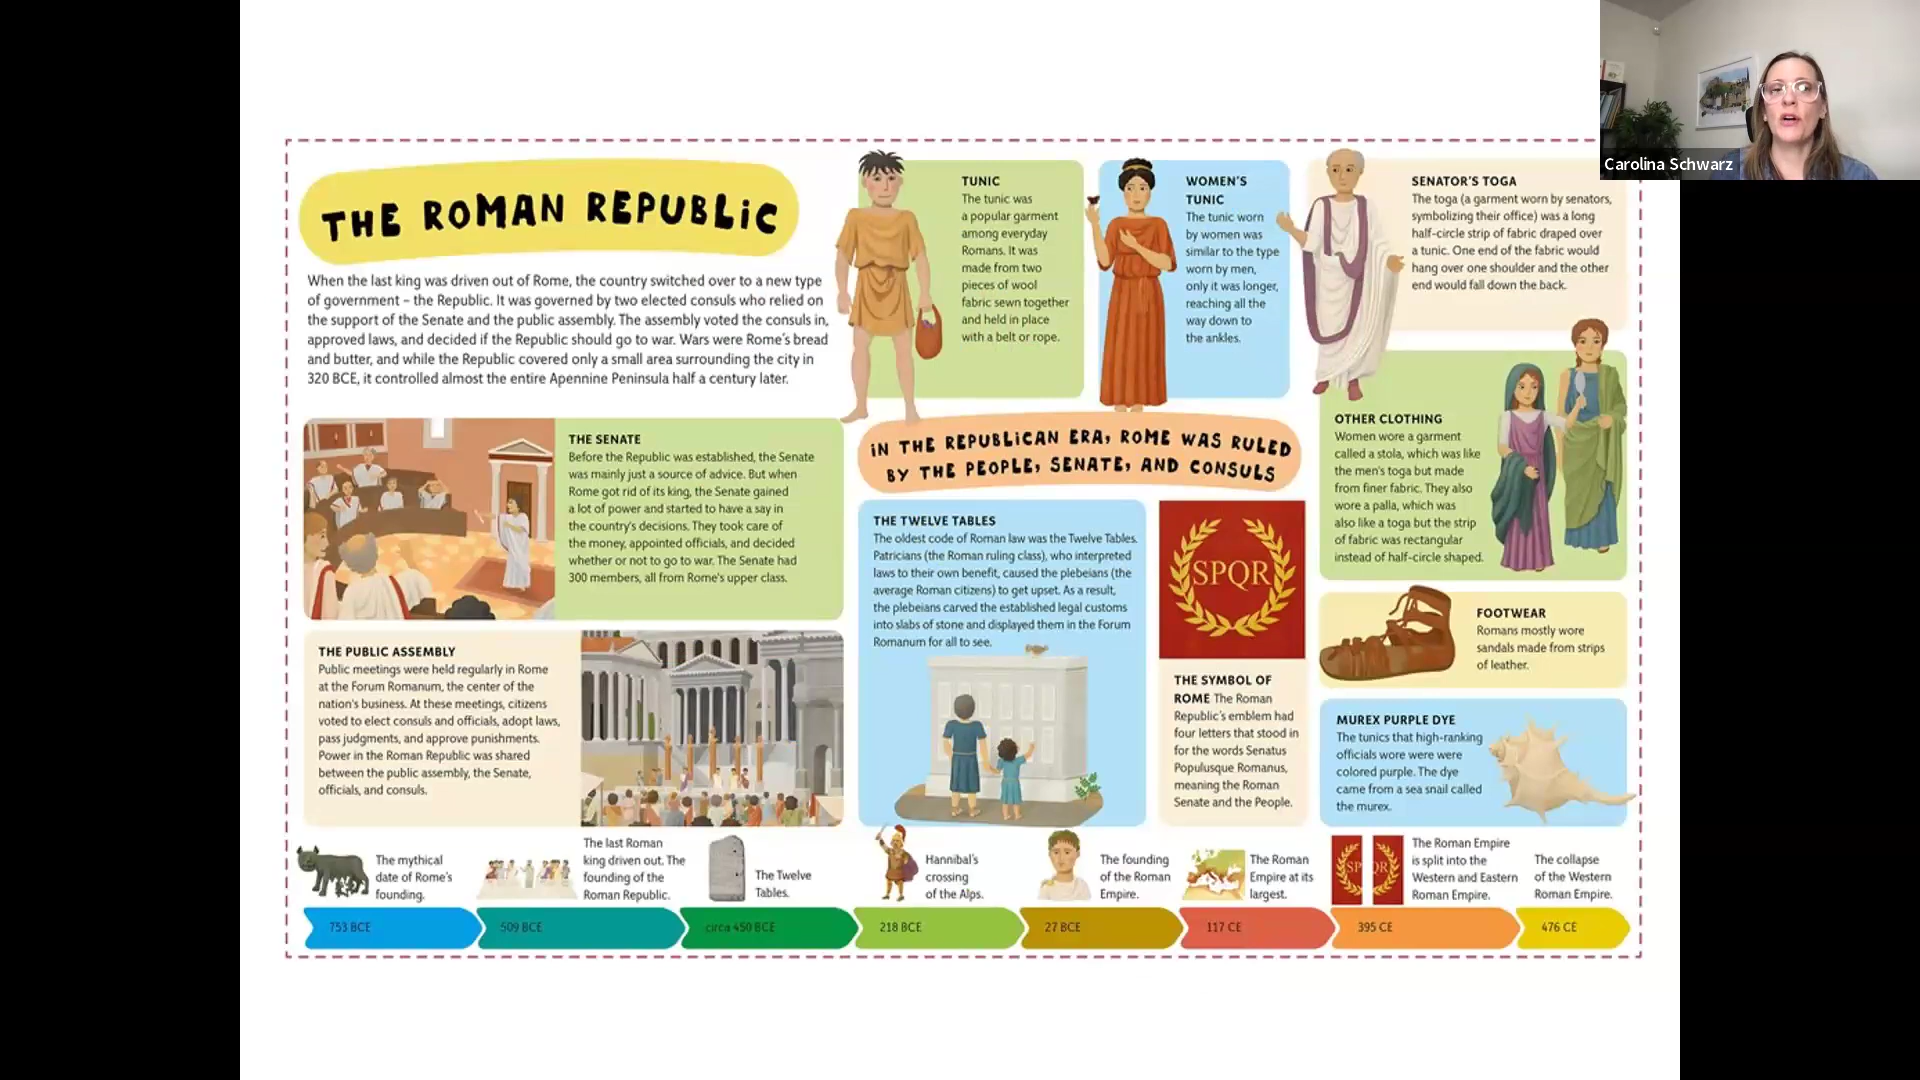 THE ROMAN REPUBLIC
When the last king was driven out of Rome, the country switched over to a new type
of government – the Republic. It was governed by two elected consuls who relied on
the support of the Senate and the public assembly. The assembly voted the consuls in,
approved laws, and decided if the Republic should go to war. Wars were Rome's bread
and butter, and while the Republic covered only a small area surrounding the city in
320 BCE, it controlled almost the entire Apennine Peninsula half a century later.
THE SENATE
Before the Republic was established, the Senate
was mainly just a source of advice. But when
Rome got rid of its king, the Senate gained
a lot of power and started to have a say in
the country's decisions. They took care of
the money, appointed officials, and decided
whether or not to go to war. The Senate had
300 members, all from Rome's upper class.
THE PUBLIC ASSEMBLY
Public meetings were held regularly in Rome
at the Forum Romanum, the center of the
nation's business. At these meetings, citizens
voted to elect consuls and officials, adopt laws,
pass judgments, and approve punishments.
Power in the Roman Republic was shared
between the public assembly, the Senate,
officials, and consuls.
TUNIC
The tunic was
a popular garment
among everyday
Romans. It was
made from two
pieces of wool
fabric sewn together
and held in place
with a belt or rope.
WOMEN'S
TUNIC
The tunic worn
by women was
similar to the type
worn by men,
only it was longer,
reaching all the
way down to
the ankles.
SENATOR'S TOGA
The toga (a garment worn by senators,
symbolizing their office) was a long
half-circle strip of fabric draped over
a tunic. One end of the fabric would
hang over one shoulder and the other
end would fall down the back.
IN THE REPUBLICAN ERA, ROME WAS RULED
BY THE PEOPLE, SENATE, AND CONSULS
THE TWELVE TABLES
The oldest code of Roman law was the Twelve Tables.
Patricians (the Roman ruling class), who interpreted
laws to their own benefit, caused the plebeians (the
average Roman citizens) to get upset. As a result,
the plebeians carved the established legal customs
into slabs of stone and displayed them in the Forum
Romanum for all to see.
SPQR
THE SYMBOL OF
ROME The Roman
Republic's emblem had
four letters that stood in
for the words Senatus
Populusque Romanus,
meaning the Roman
Senate and the People.
OTHER CLOTHING
Women wore a garment
called a stola, which was like
the men's toga but made
from finer fabric. They also
wore a palla, which was
also like a toga but the strip
of fabric was rectangular
instead of half-circle shaped.
FOOTWEAR
Romans mostly wore
sandals made from strips
of leather.
MUREX PURPLE DYE
The tunics that high-ranking
officials wore were were
colored purple. The dye
came from a sea snail called
the murex.
The mythical
date of Rome's
founding.
753 BCE
The last Roman
king driven out. The
founding of the
Roman Republic.
509 BCE
The Twelve
Tables.
circa 450 BCE
Hannibal's
crossing
of the Alps.
218 BCE
The founding
of the Roman
Empire.
27 BCE
The Roman
Empire at its
largest.
117 CE
SP QR
The Roman Empire
is split into the
Western and Eastern
Roman Empire.
395 CE
The collapse
of the Western
Roman Empire.
476 CE
Carolina Schwarz